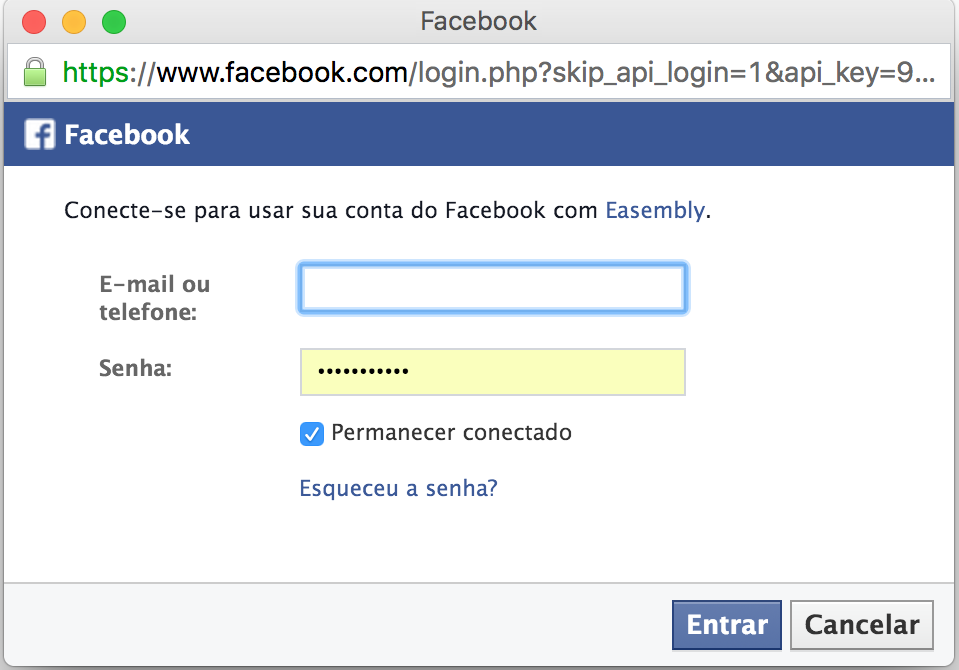 Facebook
https://www.facebook.com/login.php?skip_api_login=1&api_key=9...
Facebook
Conecte-se para usar sua conta do Facebook com Easembly.
E-mail ou
telefone:
Senha:
•••••••••••
Permanecer conectado
Esqueceu a senha?
Entrar Cancelar